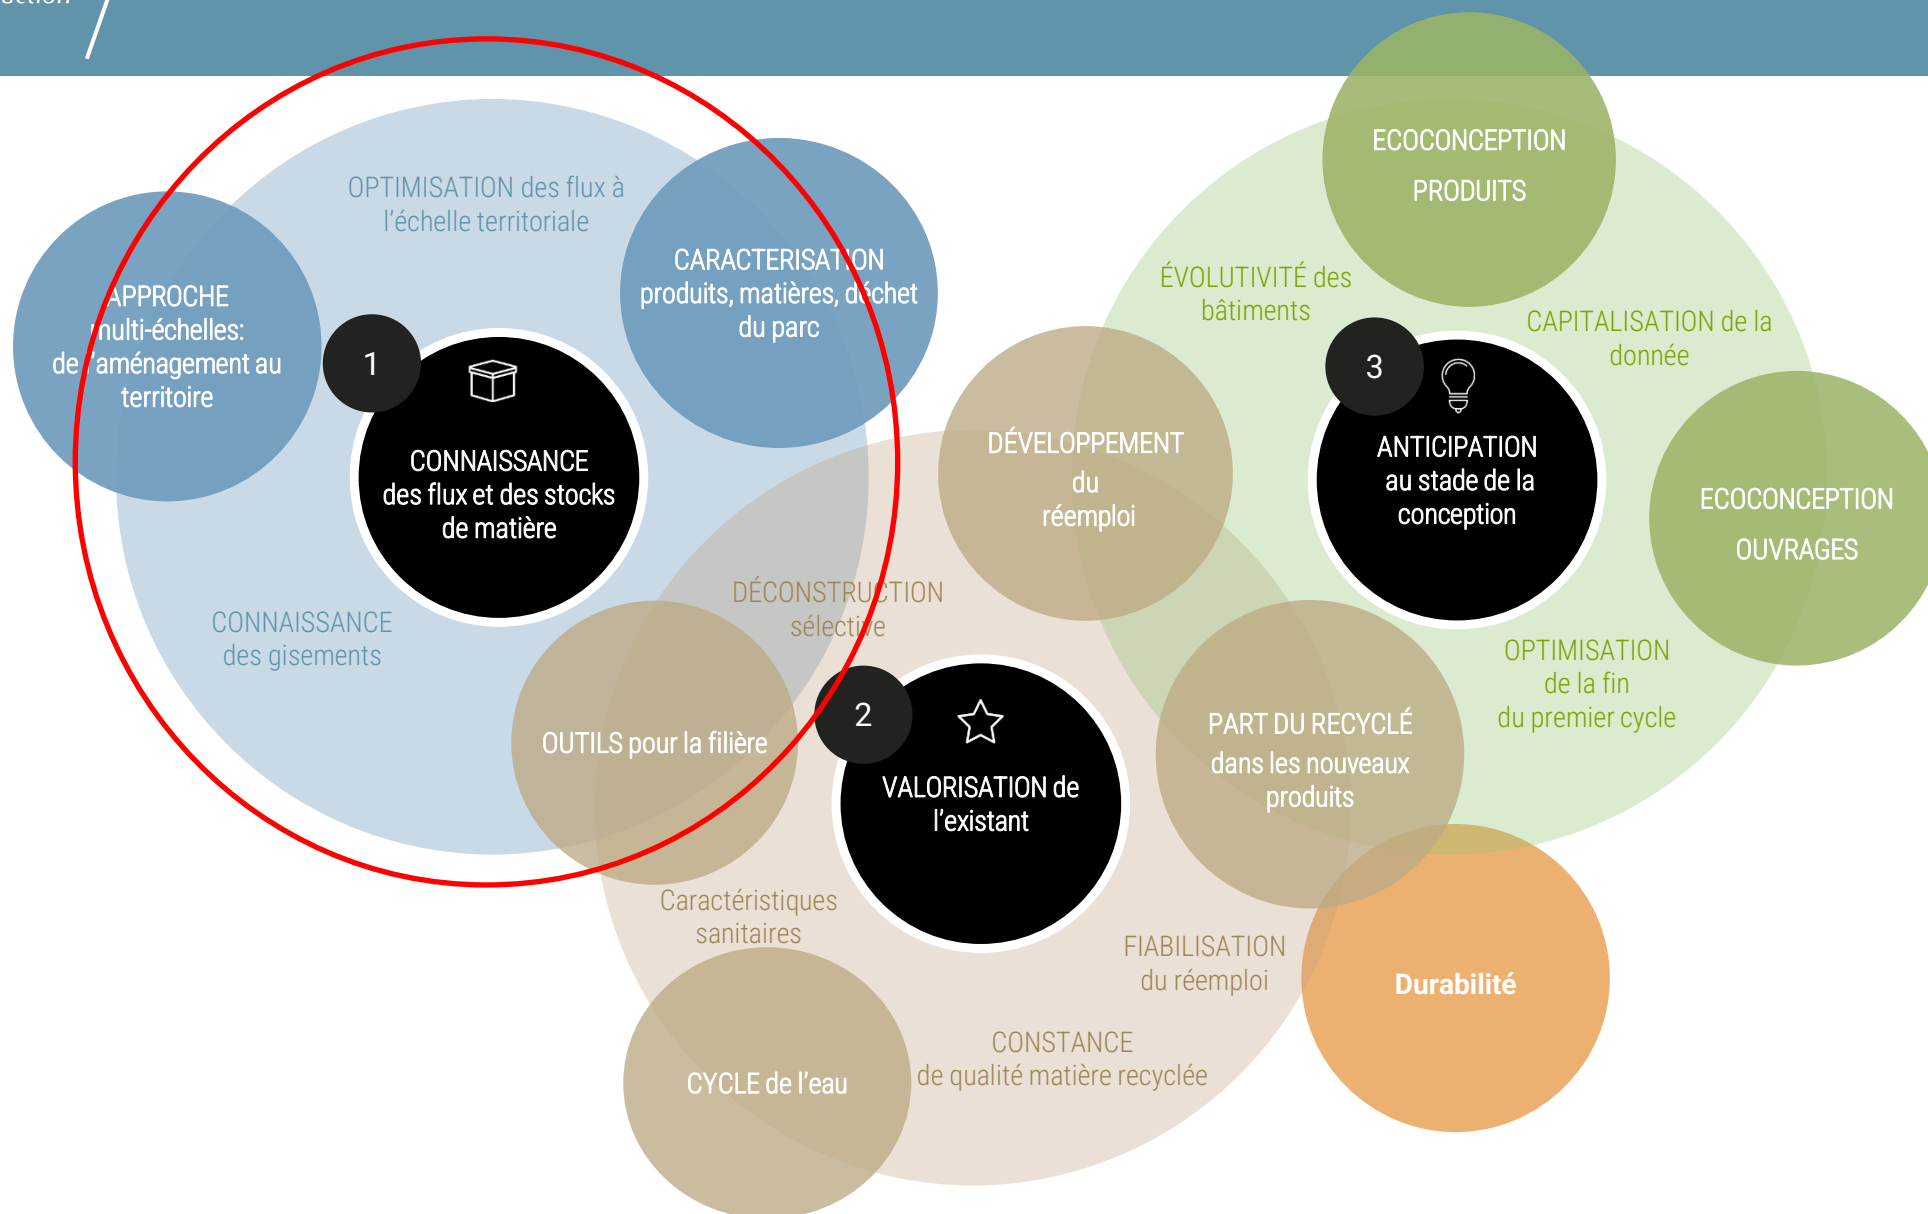 OPTIMISATION des flux à
l'échelle territoriale
APPROCHE
multi-échelles:
de l'aménagement au
territoire
CARACTERISATION
produits, matières, déchet
du parc
1
CONNAISSANCE
des flux et des stocks
de matière
CONNAISSANCE
des gisements
OUTILS pour la filière
DÉCONSTRUCTION
sélective
2
VALORISATION de
l'existant
DÉVELOPPEMENT
du
réemploi
PART DU RECYCLÉ
dans les nouveaux
produits
Caractéristiques
sanitaires
CYCLE de l'eau
FIABILISATION
du réemploi
CONSTANCE
de qualité matière recyclée
Durabilité
ECOCONCEPTION
PRODUITS
ÉVOLUTIVITÉ des
bâtiments
CAPITALISATION de la
donnée
3
ANTICIPATION
au stade de la
conception
ECOCONCEPTION
OUVRAGES
OPTIMISATION
de la fin
du premier cycle